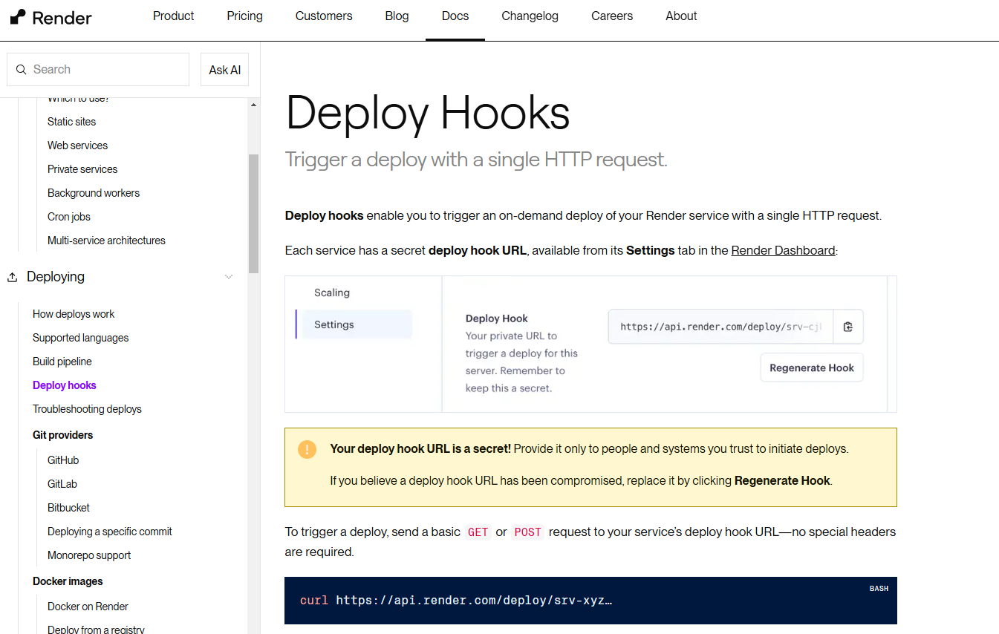 Render
Product
Pricing
Customers
Blog
Docs
Changelog
Careers
About
Search
Ask AI
Which to use?
Static sites
Web services
Private services
Background workers
Cron jobs
Multi-service architectures
Deploying
How deploys work
Supported languages
Build pipeline
Deploy hooks
Troubleshooting deploys
Git providers
GitHub
GitLab
Bitbucket
Deploying a specific commit
Monorepo support
Docker images
Docker on Render
Deploy from a registry
Deploy Hooks
Trigger a deploy with a single HTTP request.
Deploy hooks enable you to trigger an on-demand deploy of your Render service with a single HTTP request.
Each service has a secret deploy hook URL, available from its Settings tab in the Render Dashboard:
Scaling
Settings
Deploy Hook
Your private URL to
trigger a deploy for this
server. Remember to
keep this a secret.
https://api.render.com/deploy/srv-cj
Regenerate Hook
Your deploy hook URL is a secret! Provide it only to people and systems you trust to initiate deploys.
If you believe a deploy hook URL has been compromised, replace it by clicking Regenerate Hook.
To trigger a deploy, send a basic GET or POST request to your service’s deploy hook URL—no special headers
are required.
BASH
curl https://api.render.com/deploy/srv-xyz…